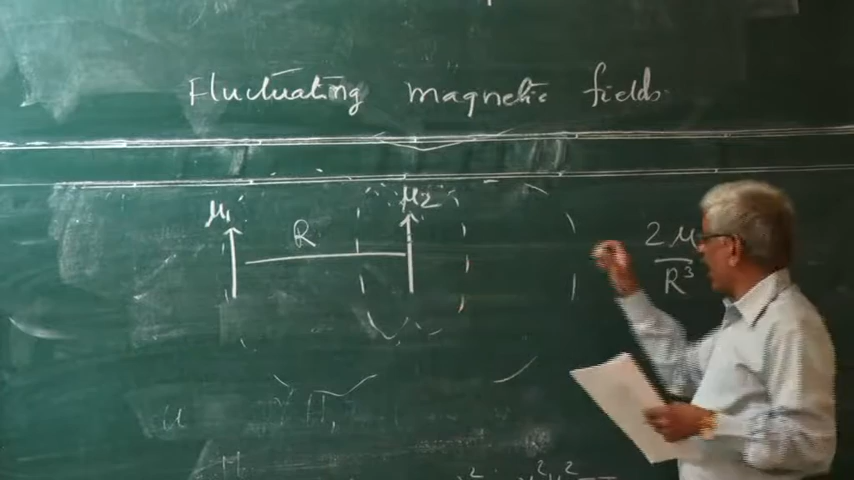 Fluctuating magnetic fields
μ₁ R μ₂
2μ
R³